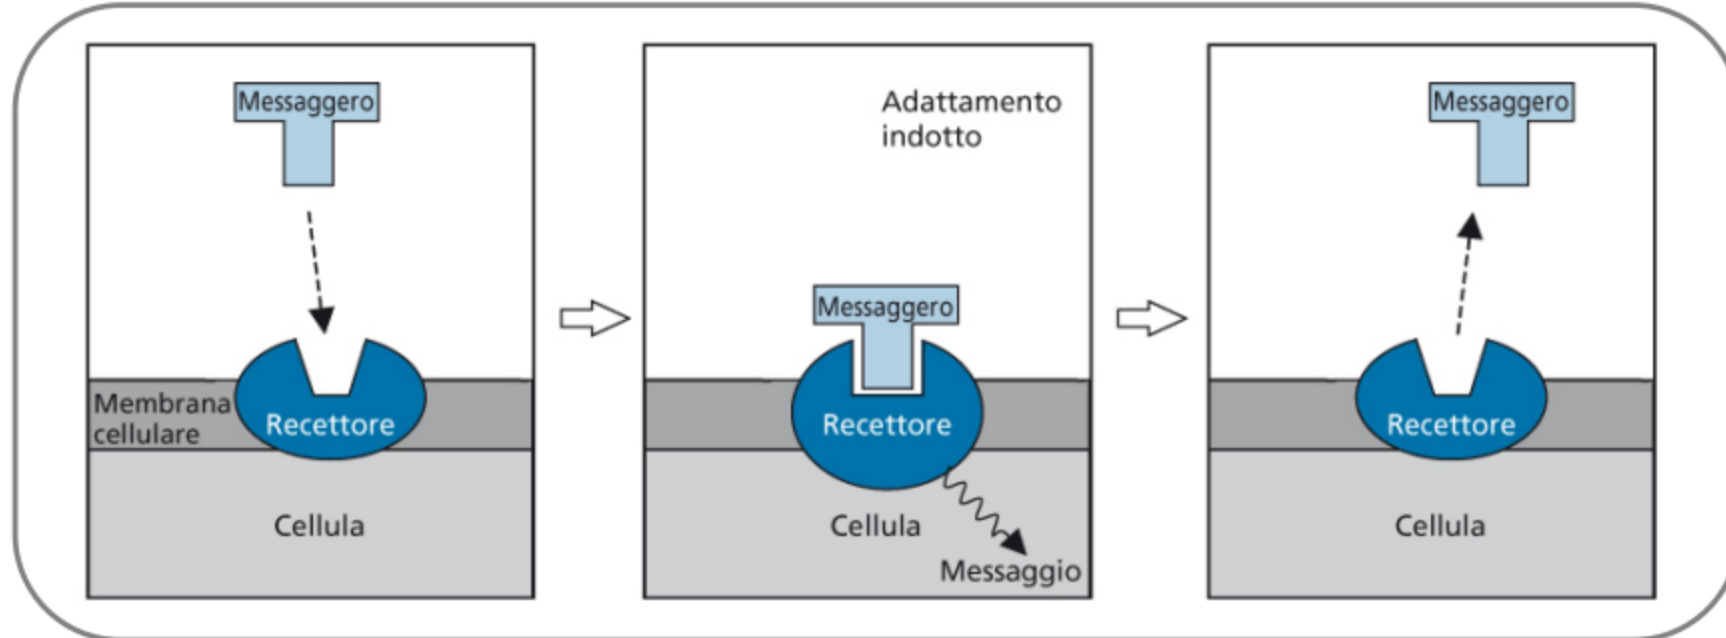 Messaggero
Membrana
cellulare
Recettore
Cellula
Adattamento
indotto
Messaggero
Recettore
Cellula
Messaggio
Messaggero
Recettore
Cellula